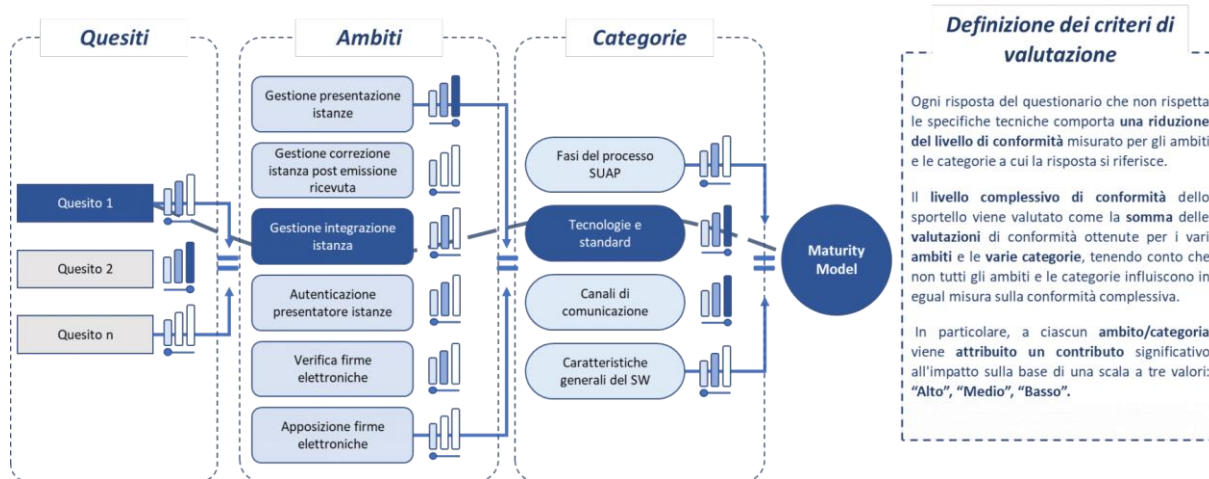 Quesiti
Quesito 1
Quesito 2
Quesito n
Ambiti
Gestione presentazione
istanze
Gestione correzione
istanza post emissione
ricevuta
Gestione integrazione
istanza
Autenticazione
presentatore istanze
Verifica firme
elettroniche
Apposizione firme
elettroniche
Categorie
Fasi del processo
SUAP
Tecnologie e
standard
Canali di
comunicazione
Caratteristiche
generali del SW
Maturity
Model
Definizione dei criteri di
valutazione
Ogni risposta del questionario che non rispetta
le specifiche tecniche comporta una riduzione
del livello di conformità misurato per gli ambiti
e le categorie a cui la risposta si riferisce.
Il livello complessivo di conformità dello
sportello viene valutato come la somma delle
valutazioni di conformità ottenute per i vari
ambiti e le varie categorie, tenendo conto che
non tutti gli ambiti e le categorie influiscono in
egual misura sulla conformità complessiva.
In particolare, a ciascun ambito/categoria
viene attribuito un contributo significativo
all'impatto sulla base di una scala a tre valori:
“Alto”, “Medio”, “Basso”.